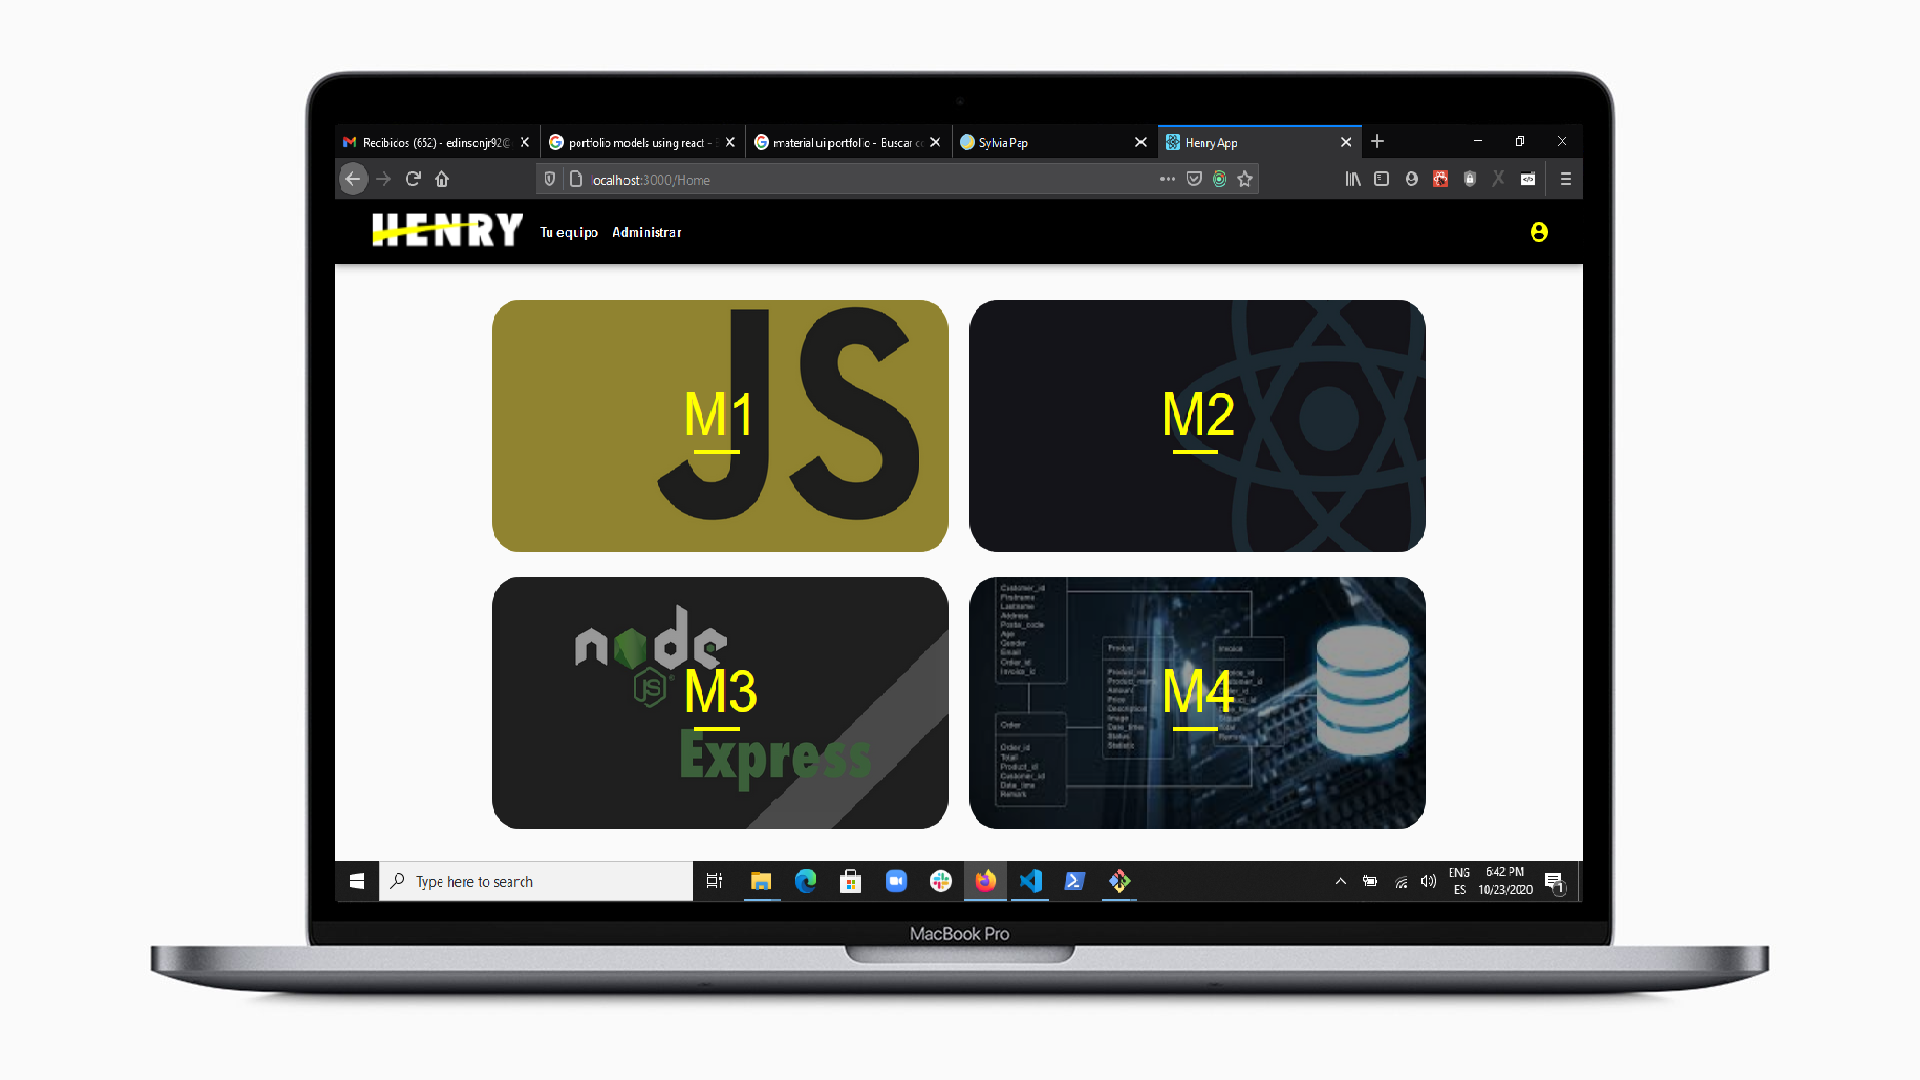 Recibidos (652) - edinsonjr92@
portfolio models using react -
material ui portfolio - Buscar co
Sylvia Pap
Henry App
localhost:3000/Home
HENRY
Tu equipo
Administrar
JS
M1
M2
node
JS
M3
Express
Customer_id
Firstname
Lastname
Address
Postal_code
Age
Gender
Email
Order_id
Invoice_id
Product
Invoice
M4
Order
Order_id
Total
Product_id
Customer_id
Date_time
Remark
Type here to search
ENG
ES
6:42 PM
10/23/2020
1
MacBook Pro